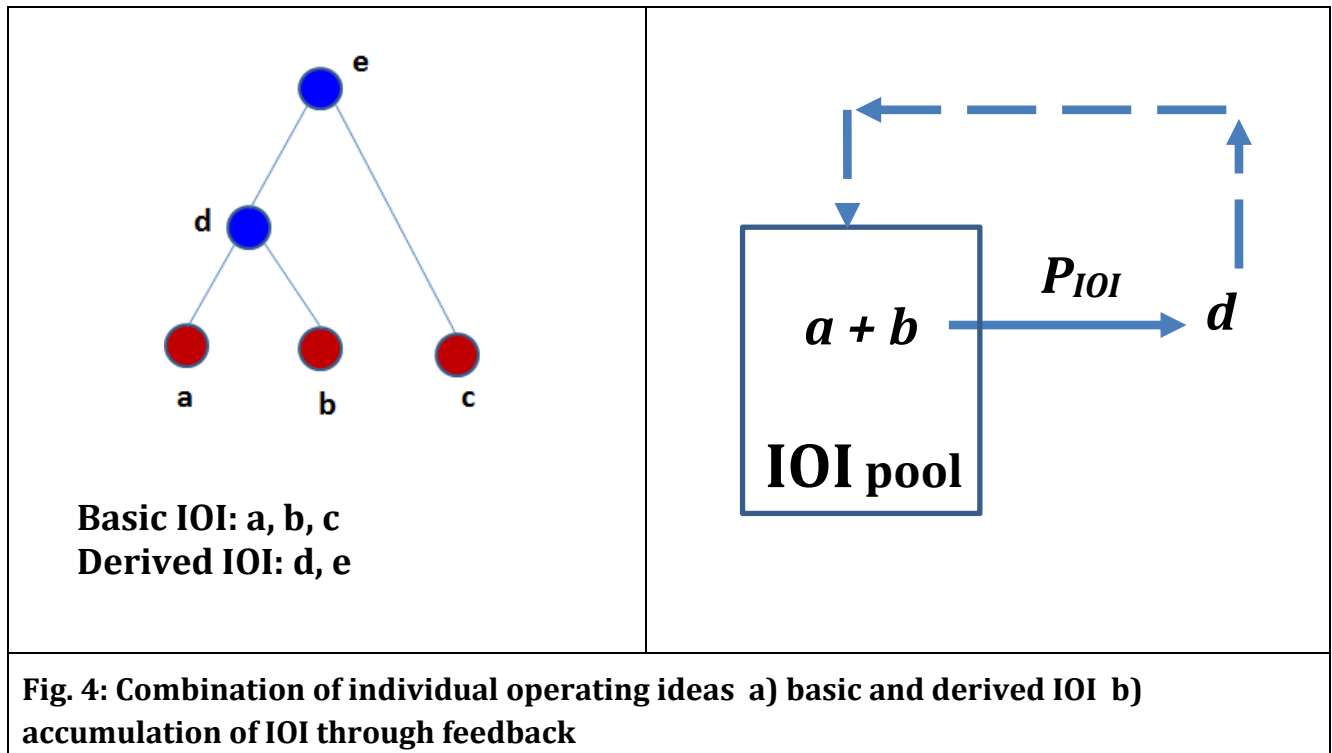 e
d
a
b
c
Basic IOI: a, b, c
Derived IOI: d, e
P_IOI
a + b
d
IOI pool
Fig. 4: Combination of individual operating ideas a) basic and derived IOI b)
accumulation of IOI through feedback